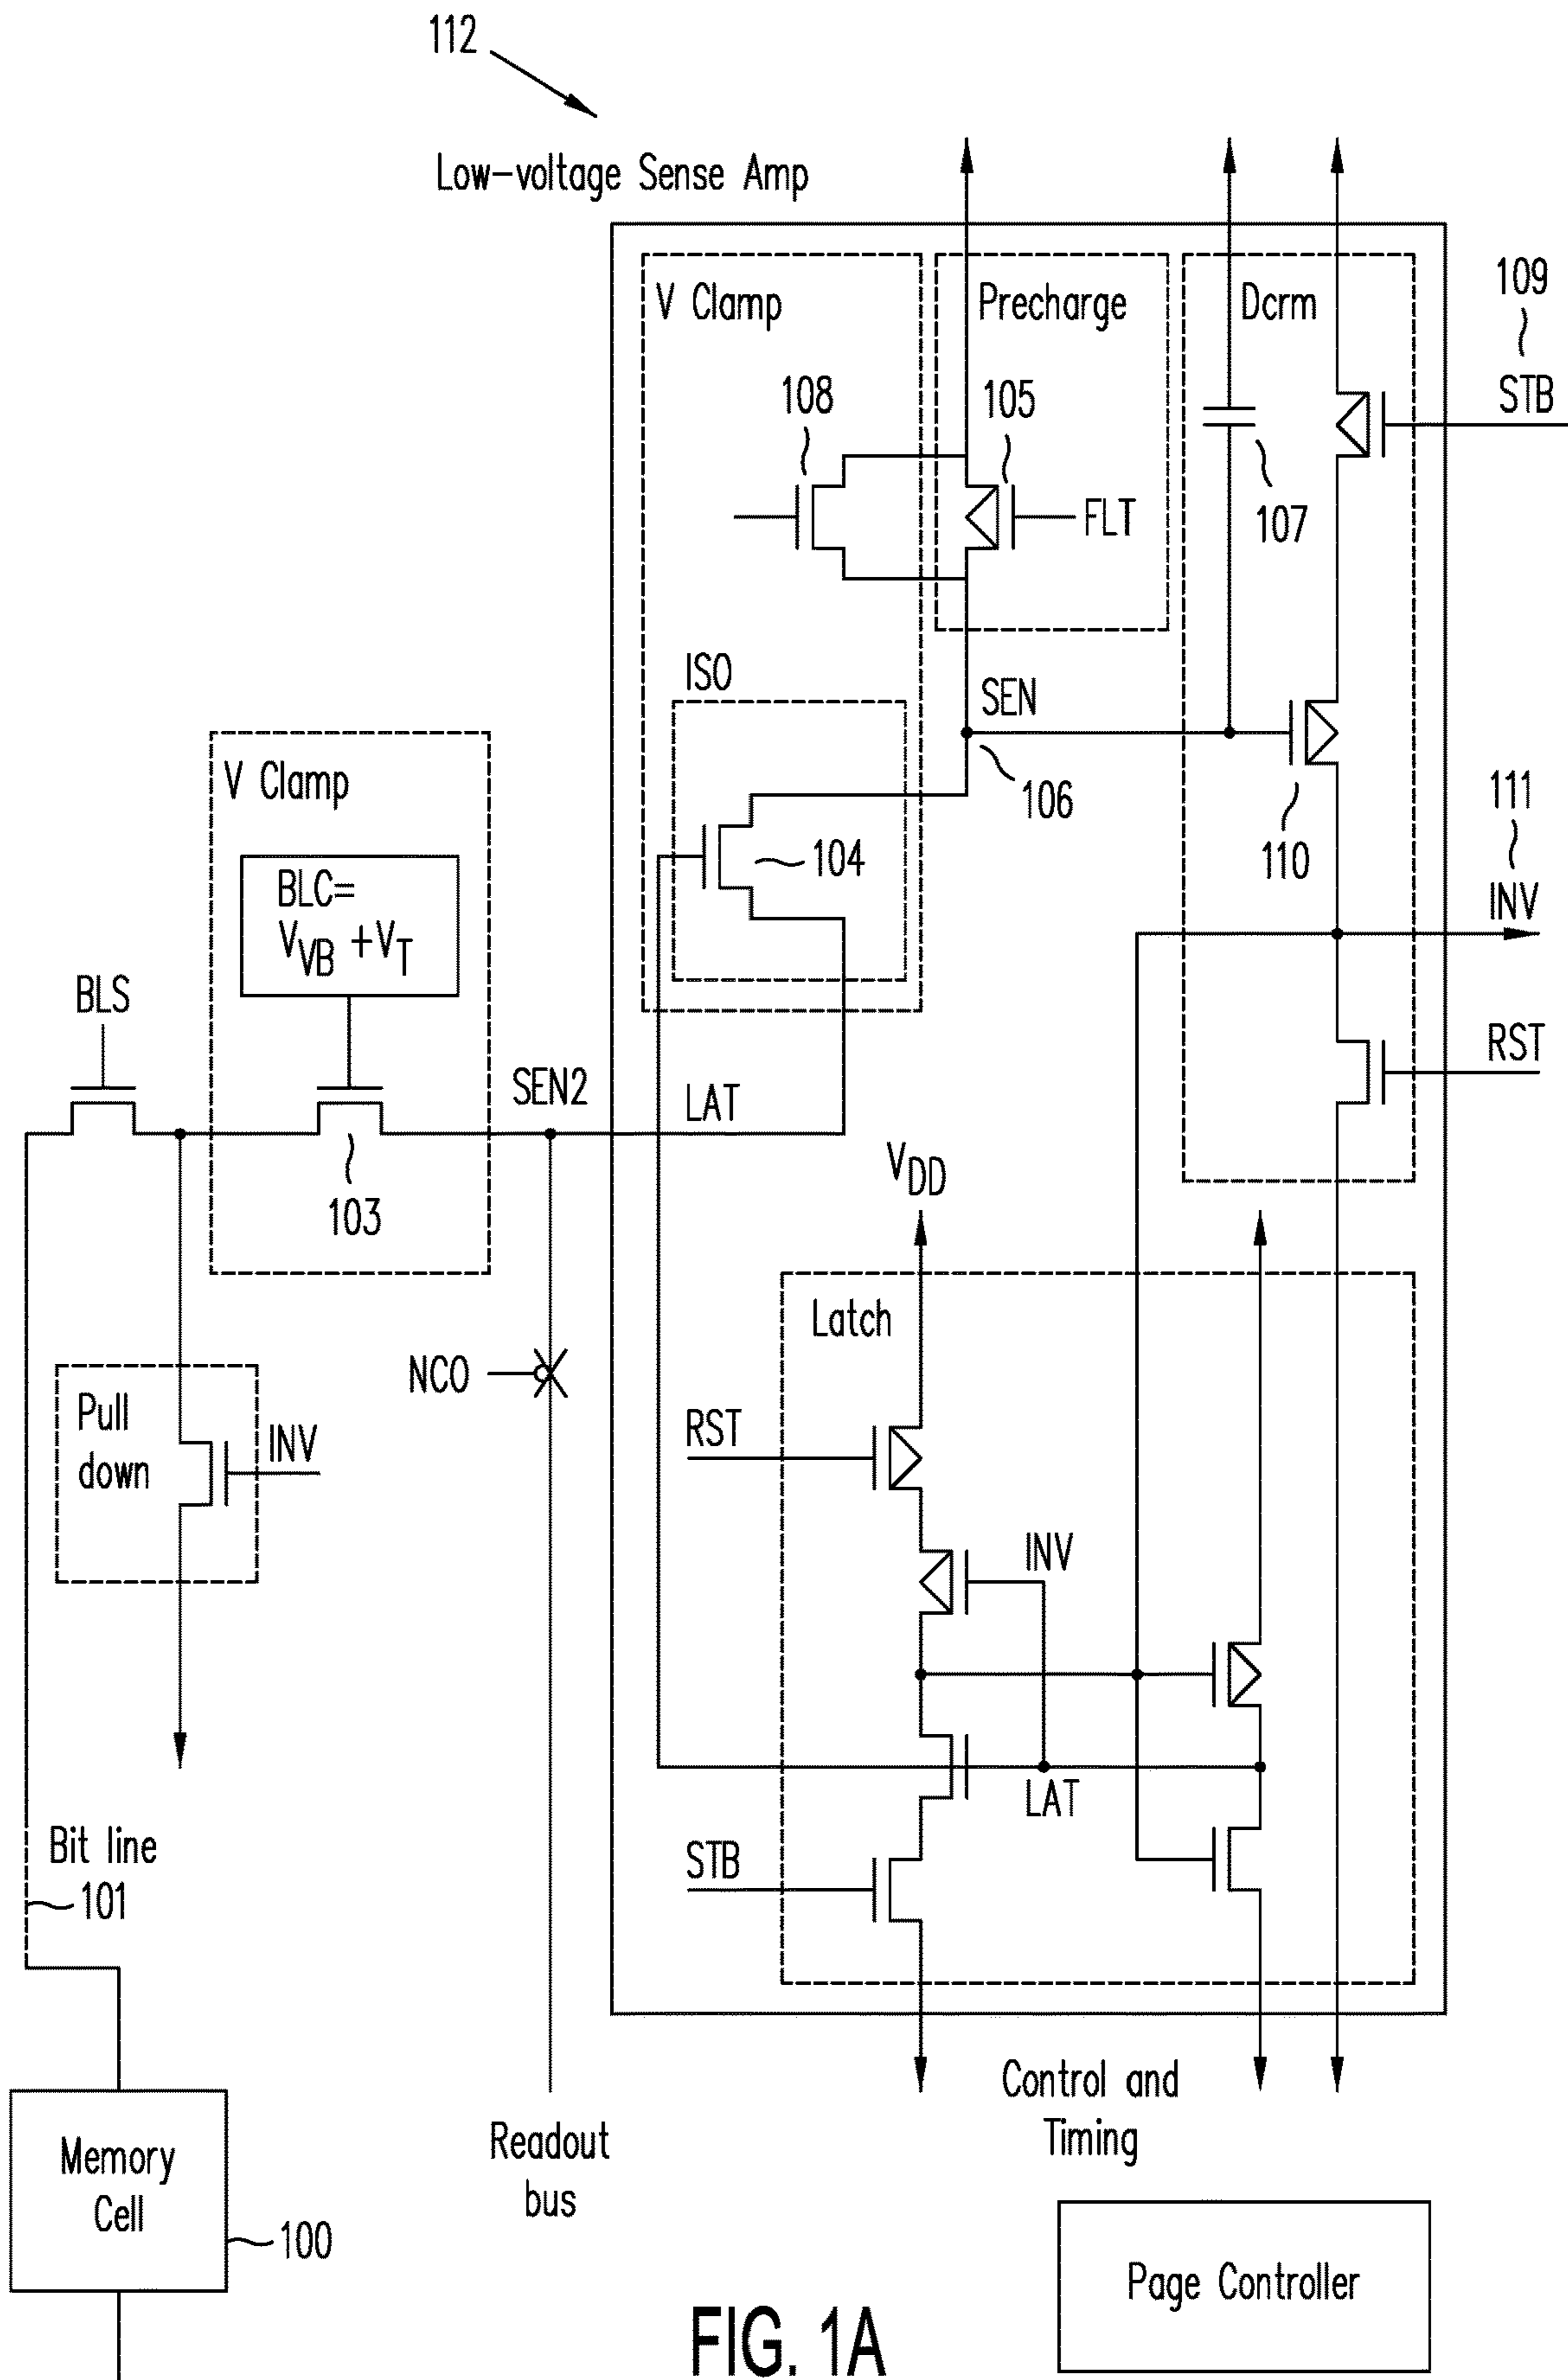 112
Low-voltage Sense Amp
V Clamp
Precharge
Dcrm
109
STB
108
105
FLT
107
ISO
SEN
106
110
111
INV
V Clamp
104
BLC=
VVB +VT
BLS
SEN2
LAT
RST
103
VDD
Latch
NCO
Pull
down
INV
RST
INV
LAT
STB
Bit line
101
Control and
Timing
Readout
bus
Memory
Cell
100
Page Controller
FIG. 1A